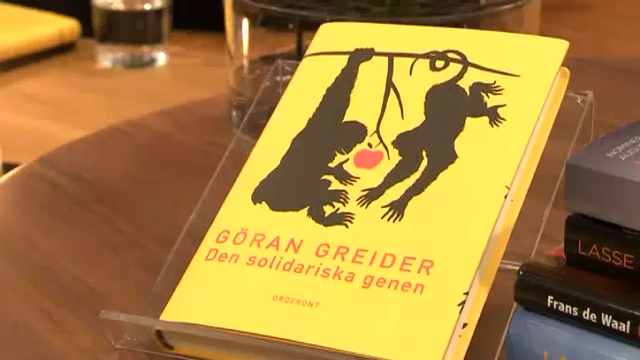 GÖRAN GREIDER
Den solidariska genen
ORDFRONT
LASSE
Frans de Waal